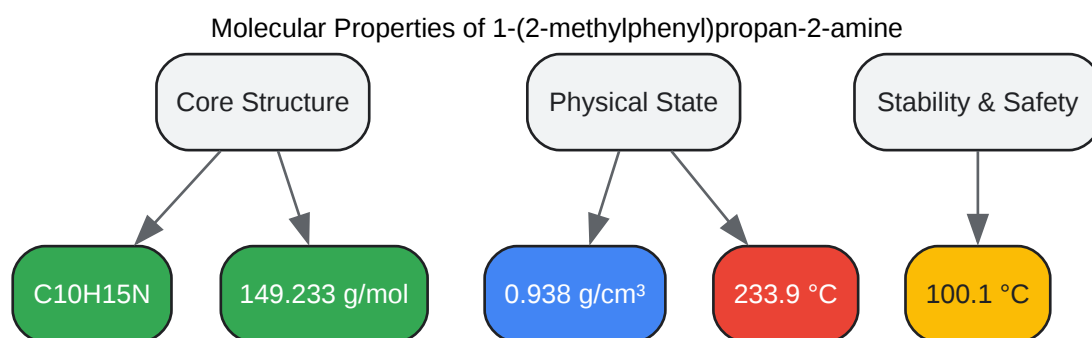 Molecular Properties of 1-(2-methylphenyl)propan-2-amine
Core Structure
Physical State
Stability & Safety
C10H15N
149.233 g/mol
0.938 g/cm³
233.9 °C
100.1 °C